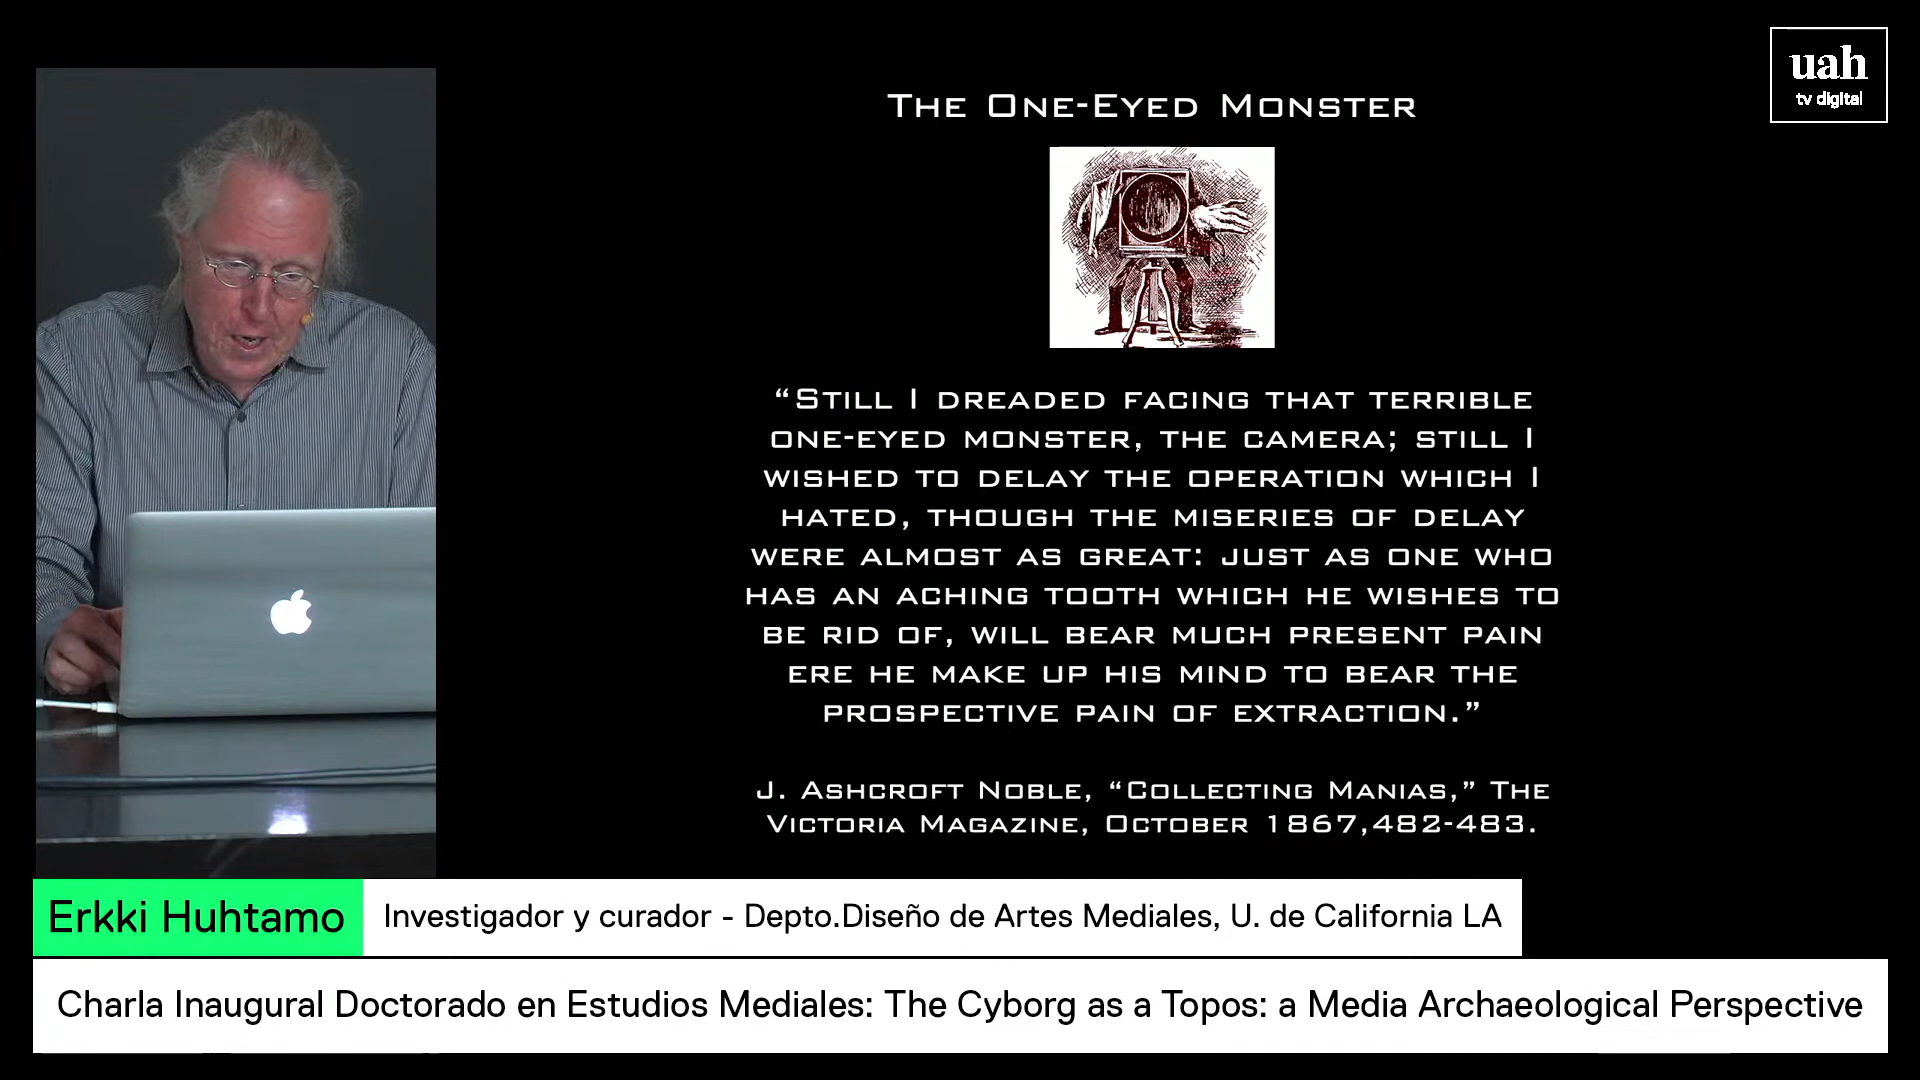 uah
tv digital
The One-Eyed Monster
“Still I dreaded facing that terrible
one-eyed monster, the camera; still I
wished to delay the operation which I
hated, though the miseries of delay
were almost as great: just as one who
has an aching tooth which he wishes to
be rid of, will bear much present pain
ere he make up his mind to bear the
prospective pain of extraction.”
J. Ashcroft Noble, “Collecting Manias,” The
Victoria Magazine, October 1867,482-483.
Erkki Huhtamo
Investigador y curador - Depto.Diseño de Artes Mediales, U. de California LA
Charla Inaugural Doctorado en Estudios Mediales: The Cyborg as a Topos: a Media Archaeological Perspective